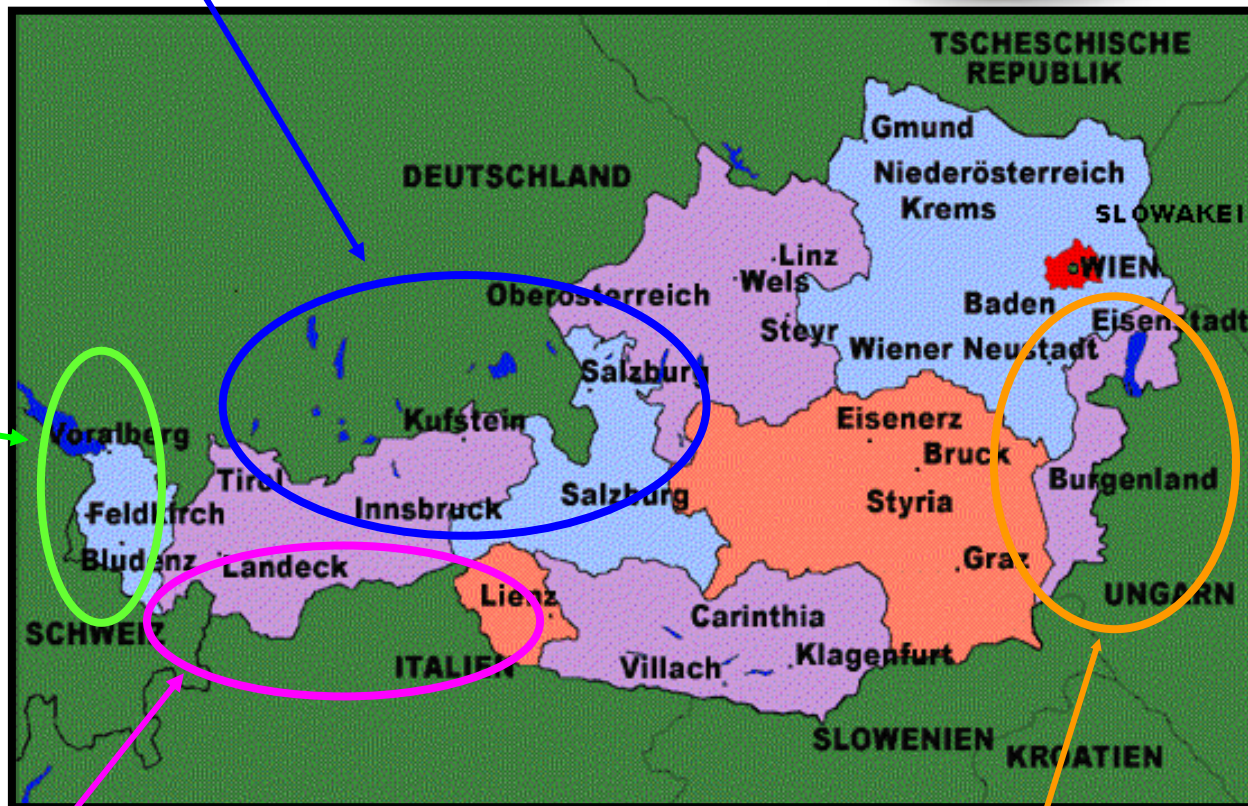 TSCHESCHISCHE
REPUBLIK
Gmund
DEUTSCHLAND
Niederösterreich
Krems
SLOWAKEI
Linz
WIEN
Wels
Oberösterreich
Baden
Eisenstadt
Steyr
Wiener Neustadt
Salzburg
Kufstein
Eisenerz
Voralberg
Bruck
Tirol
Burgenland
Salzburg
Styria
Innsbruck
Feldkirch
Bludenz
Landeck
Graz
Lienz
UNGARN
Carinthia
SCHWEIZ
ITALIEN
Villach
Klagenfurt
SLOWENIEN
KROATIEN